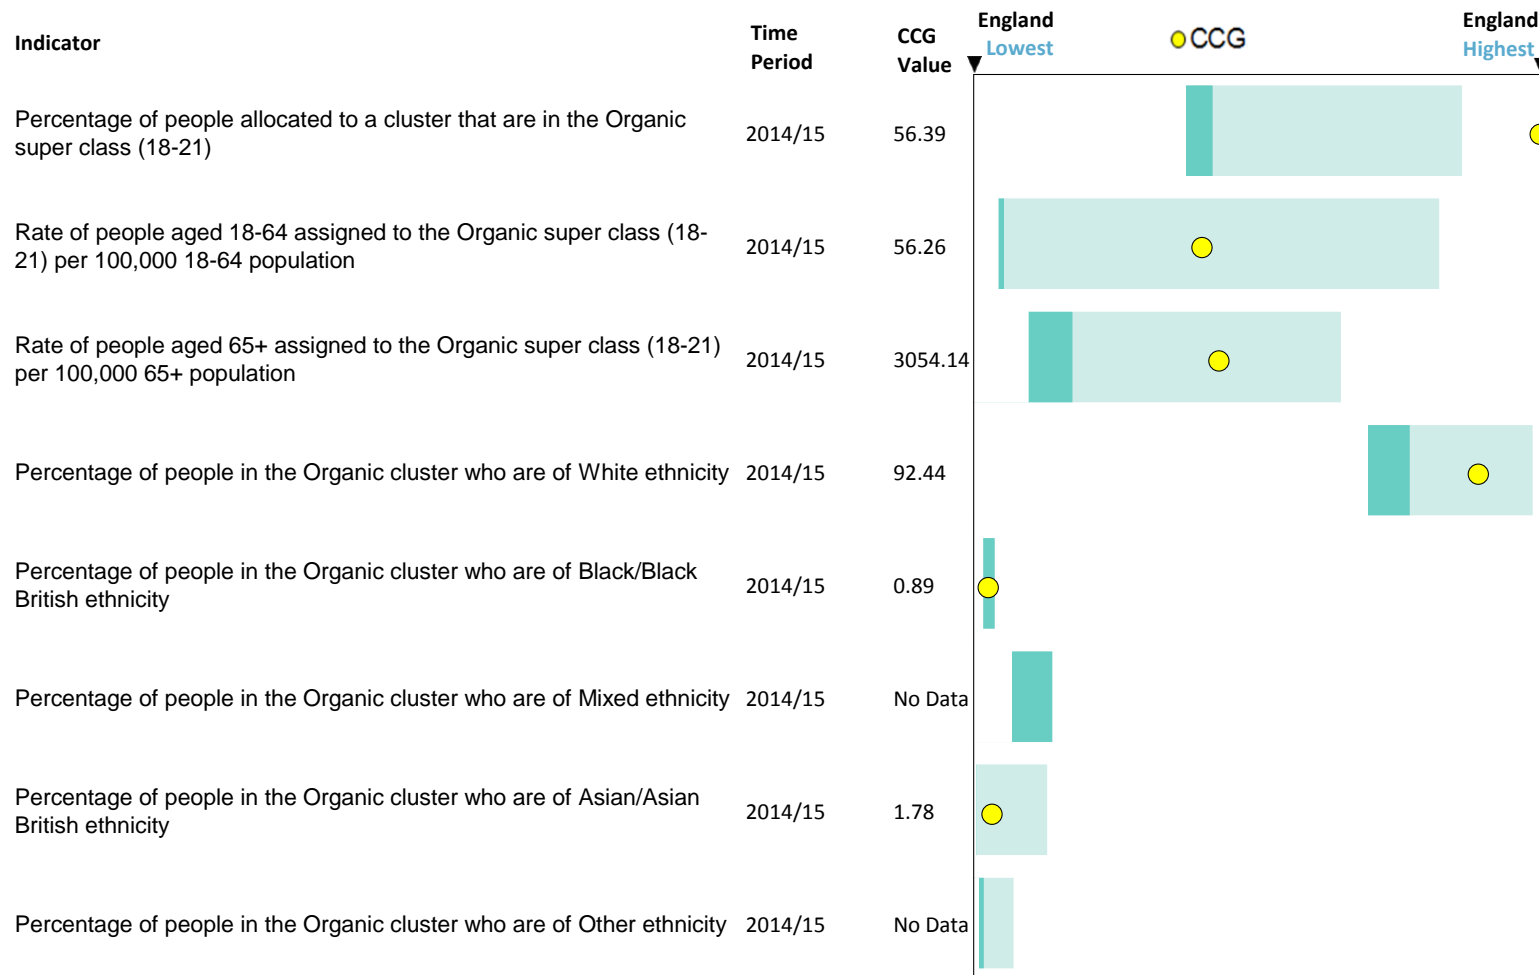 Indicator
Time Period
CCG Value
England Lowest
CCG
England Highest
Percentage of people allocated to a cluster that are in the Organic
super class (18-21)
2014/15
56.39
Rate of people aged 18-64 assigned to the Organic super class (18-
21) per 100,000 18-64 population
2014/15
56.26
Rate of people aged 65+ assigned to the Organic super class (18-21)
per 100,000 65+ population
2014/15
3054.14
Percentage of people in the Organic cluster who are of White ethnicity
2014/15
92.44
Percentage of people in the Organic cluster who are of Black/Black
British ethnicity
2014/15
0.89
Percentage of people in the Organic cluster who are of Mixed ethnicity
2014/15
No Data
Percentage of people in the Organic cluster who are of Asian/Asian
British ethnicity
2014/15
1.78
Percentage of people in the Organic cluster who are of Other ethnicity
2014/15
No Data